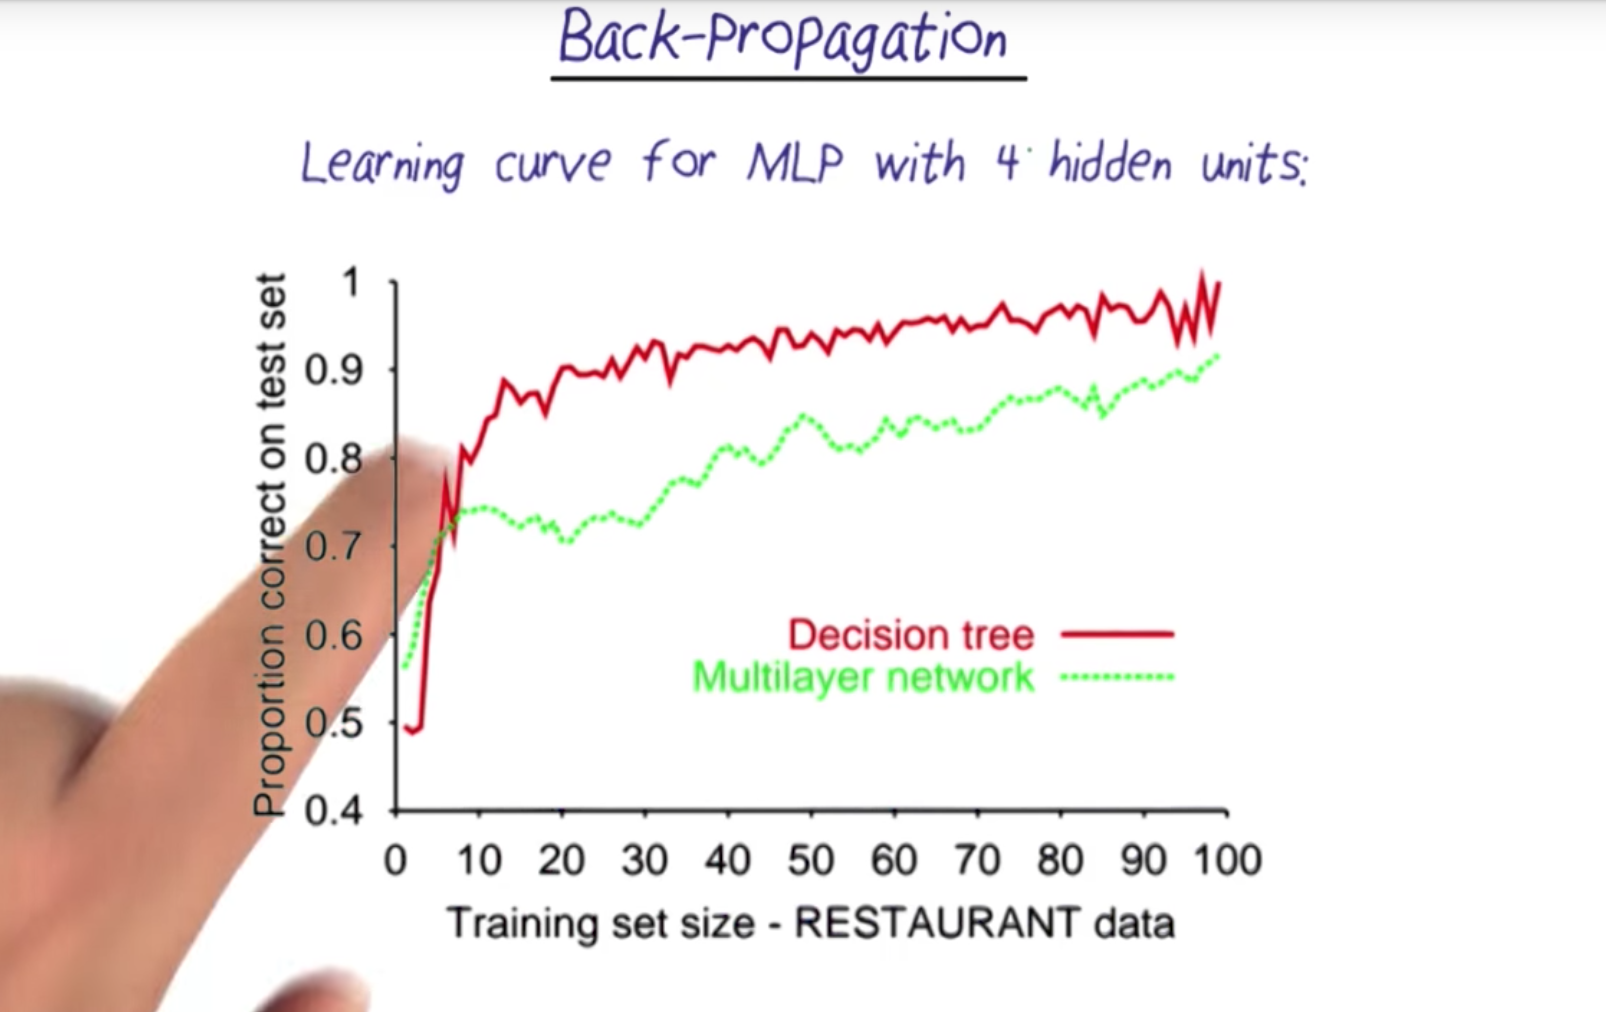 Back-Propagation
Learning curve for MLP with 4 hidden units:
Proportion correct on test set
1
0.9
0.8
0.7
0.6
0.5
0.4
Decision tree
Multilayer network
0 10 20 30 40 50 60 70 80 90 100
Training set size - RESTAURANT data